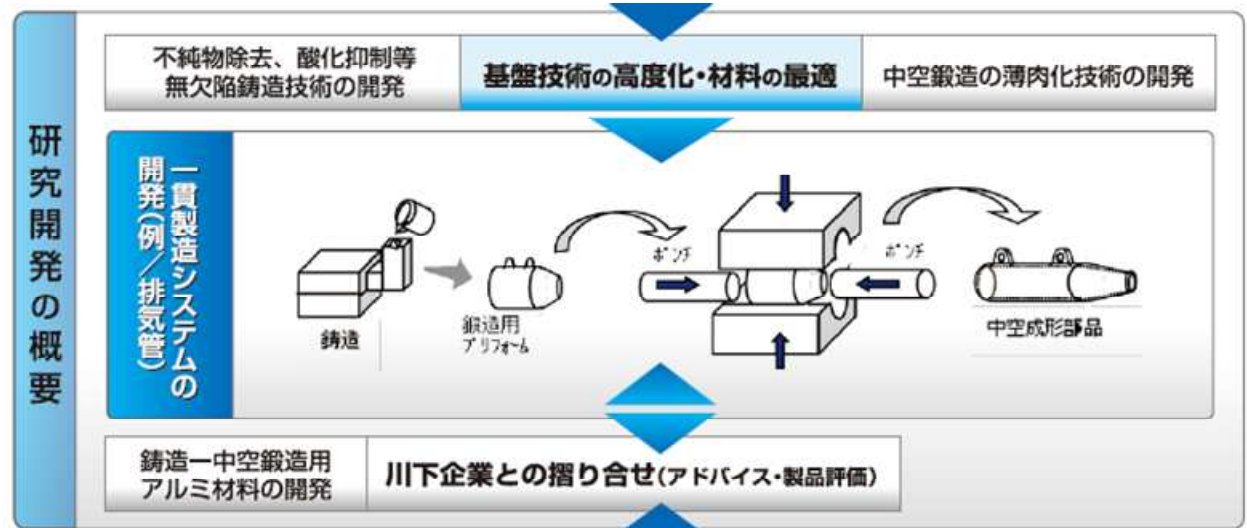 研究開発の概要
不純物除去、酸化抑制等
無欠陥鋳造技術の開発
基盤技術の高度化・材料の最適
中空鍛造の薄肉化技術の開発
一貫製造システムの
開発(例/排気管)
鋳造
鍛造用
プリフォーム
ポンチ
ポンチ
中空成形部品
鋳造ー中空鍛造用
アルミ材料の開発
川下企業との摺り合せ(アドバイス・製品評価)